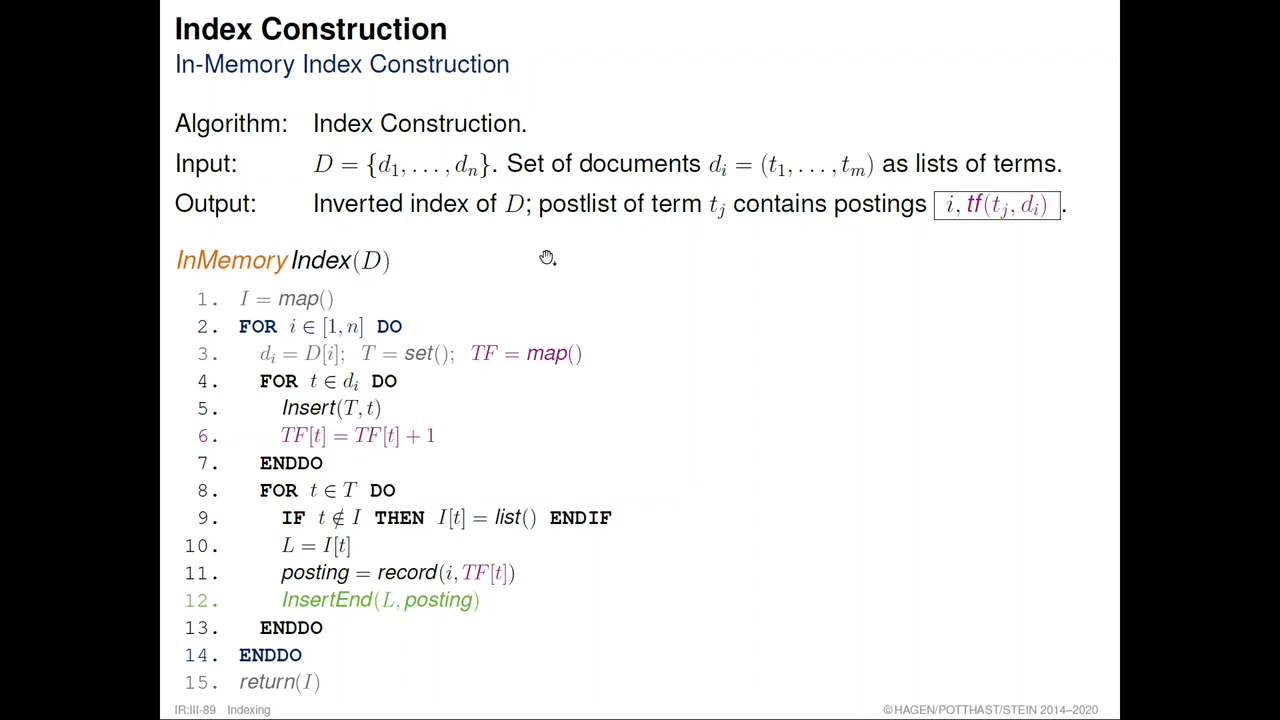 Index Construction
In-Memory Index Construction
Algorithm: Index Construction.
Input: D = {d₁, . . . , dₙ}. Set of documents dᵢ = (t₁, . . . , tₘ) as lists of terms.
Output: Inverted index of D; postlist of term tⱼ contains postings i, tf(tⱼ, dᵢ) .
InMemoryIndex(D)
1. I = map()
2. FOR i ∈ [1, n] DO
3. dᵢ = D[i]; T = set(); TF = map()
4. FOR t ∈ dᵢ DO
5. Insert(T, t)
6. TF[t] = TF[t] + 1
7. ENDDO
8. FOR t ∈ T DO
9. IF t ∉ I THEN I[t] = list() ENDIF
10. L = I[t]
11. posting = record(i, TF[t])
12. InsertEnd(L, posting)
13. ENDDO
14. ENDDO
15. return(I)
IR:III-89 Indexing ©HAGEN/POTTHAST/STEIN 2014–2020